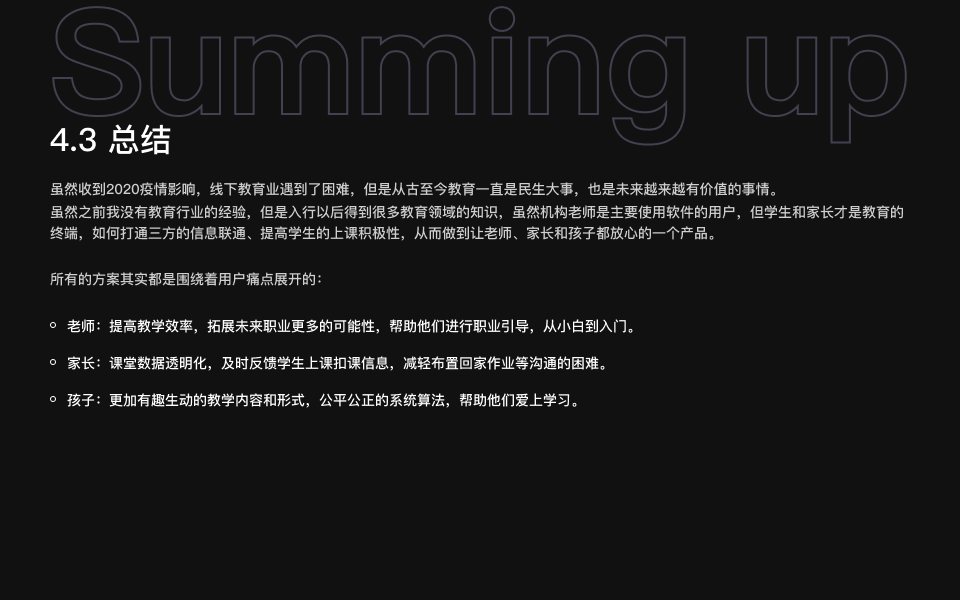 Summing up
4.3 总结
虽然收到2020疫情影响，线下教育业遇到了困难，但是从古至今教育一直是民生大事，也是未来越来越有价值的事情。
虽然之前我没有教育行业的经验，但是入行以后得到很多教育领域的知识，虽然机构老师是主要使用软件的用户，但学生和家长才是教育的
终端，如何打通三方的信息联通、提高学生的上课积极性，从而做到让老师、家长和孩子都放心的一个产品。
所有的方案其实都是围绕着用户痛点展开的：
老师：提高教学效率，拓展未来职业更多的可能性，帮助他们进行职业引导，从小白到入门。
家长：课堂数据透明化，及时反馈学生上课扣课信息，减轻布置回家作业等沟通的困难。
孩子：更加有趣生动的教学内容和形式，公平公正的系统算法，帮助他们爱上学习。